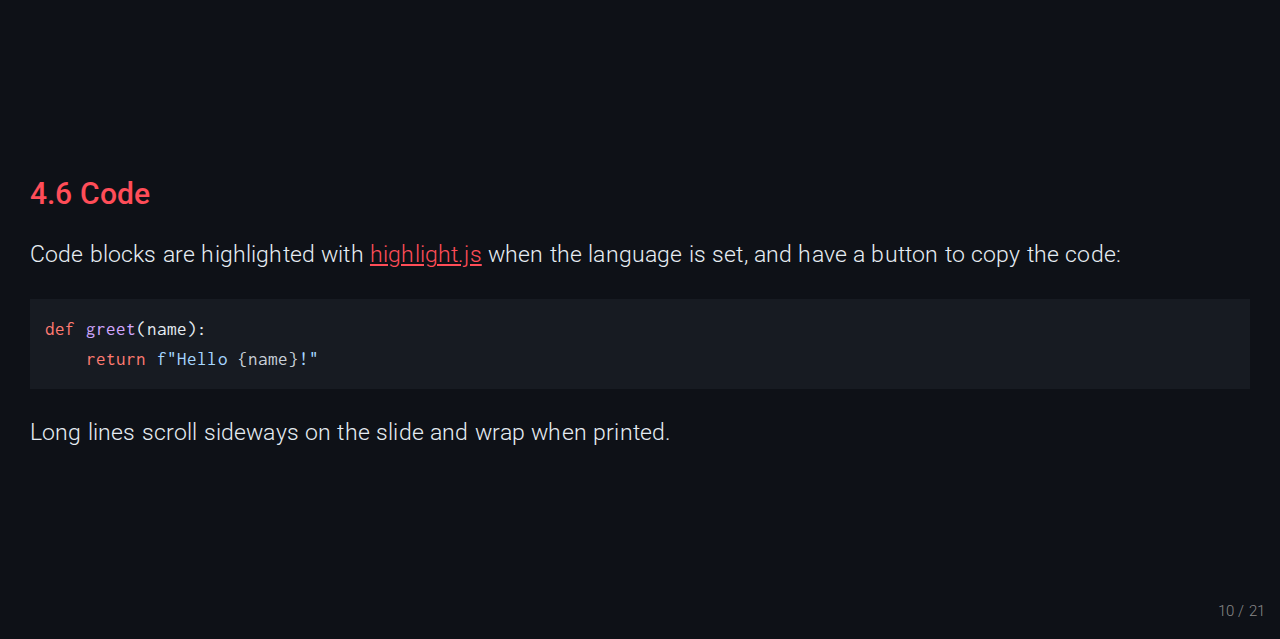 4.6 Code
Code blocks are highlighted with highlight.js when the language is set, and have a button to copy the code:
def greet(name):
    return f"Hello {name}!"
Long lines scroll sideways on the slide and wrap when printed.
10 / 21